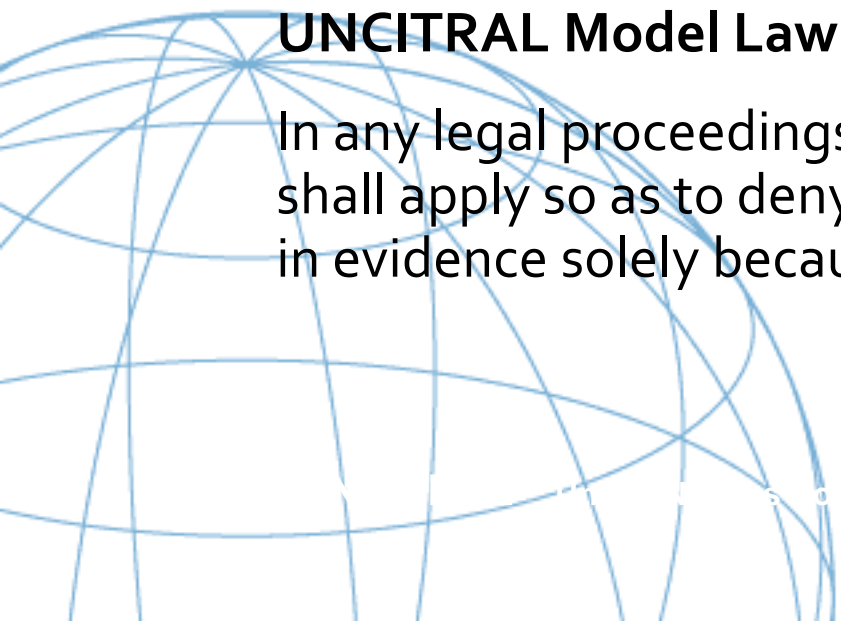 UNCITRAL Model Law
In any legal proceedings
shall apply so as to deny
in evidence solely becau